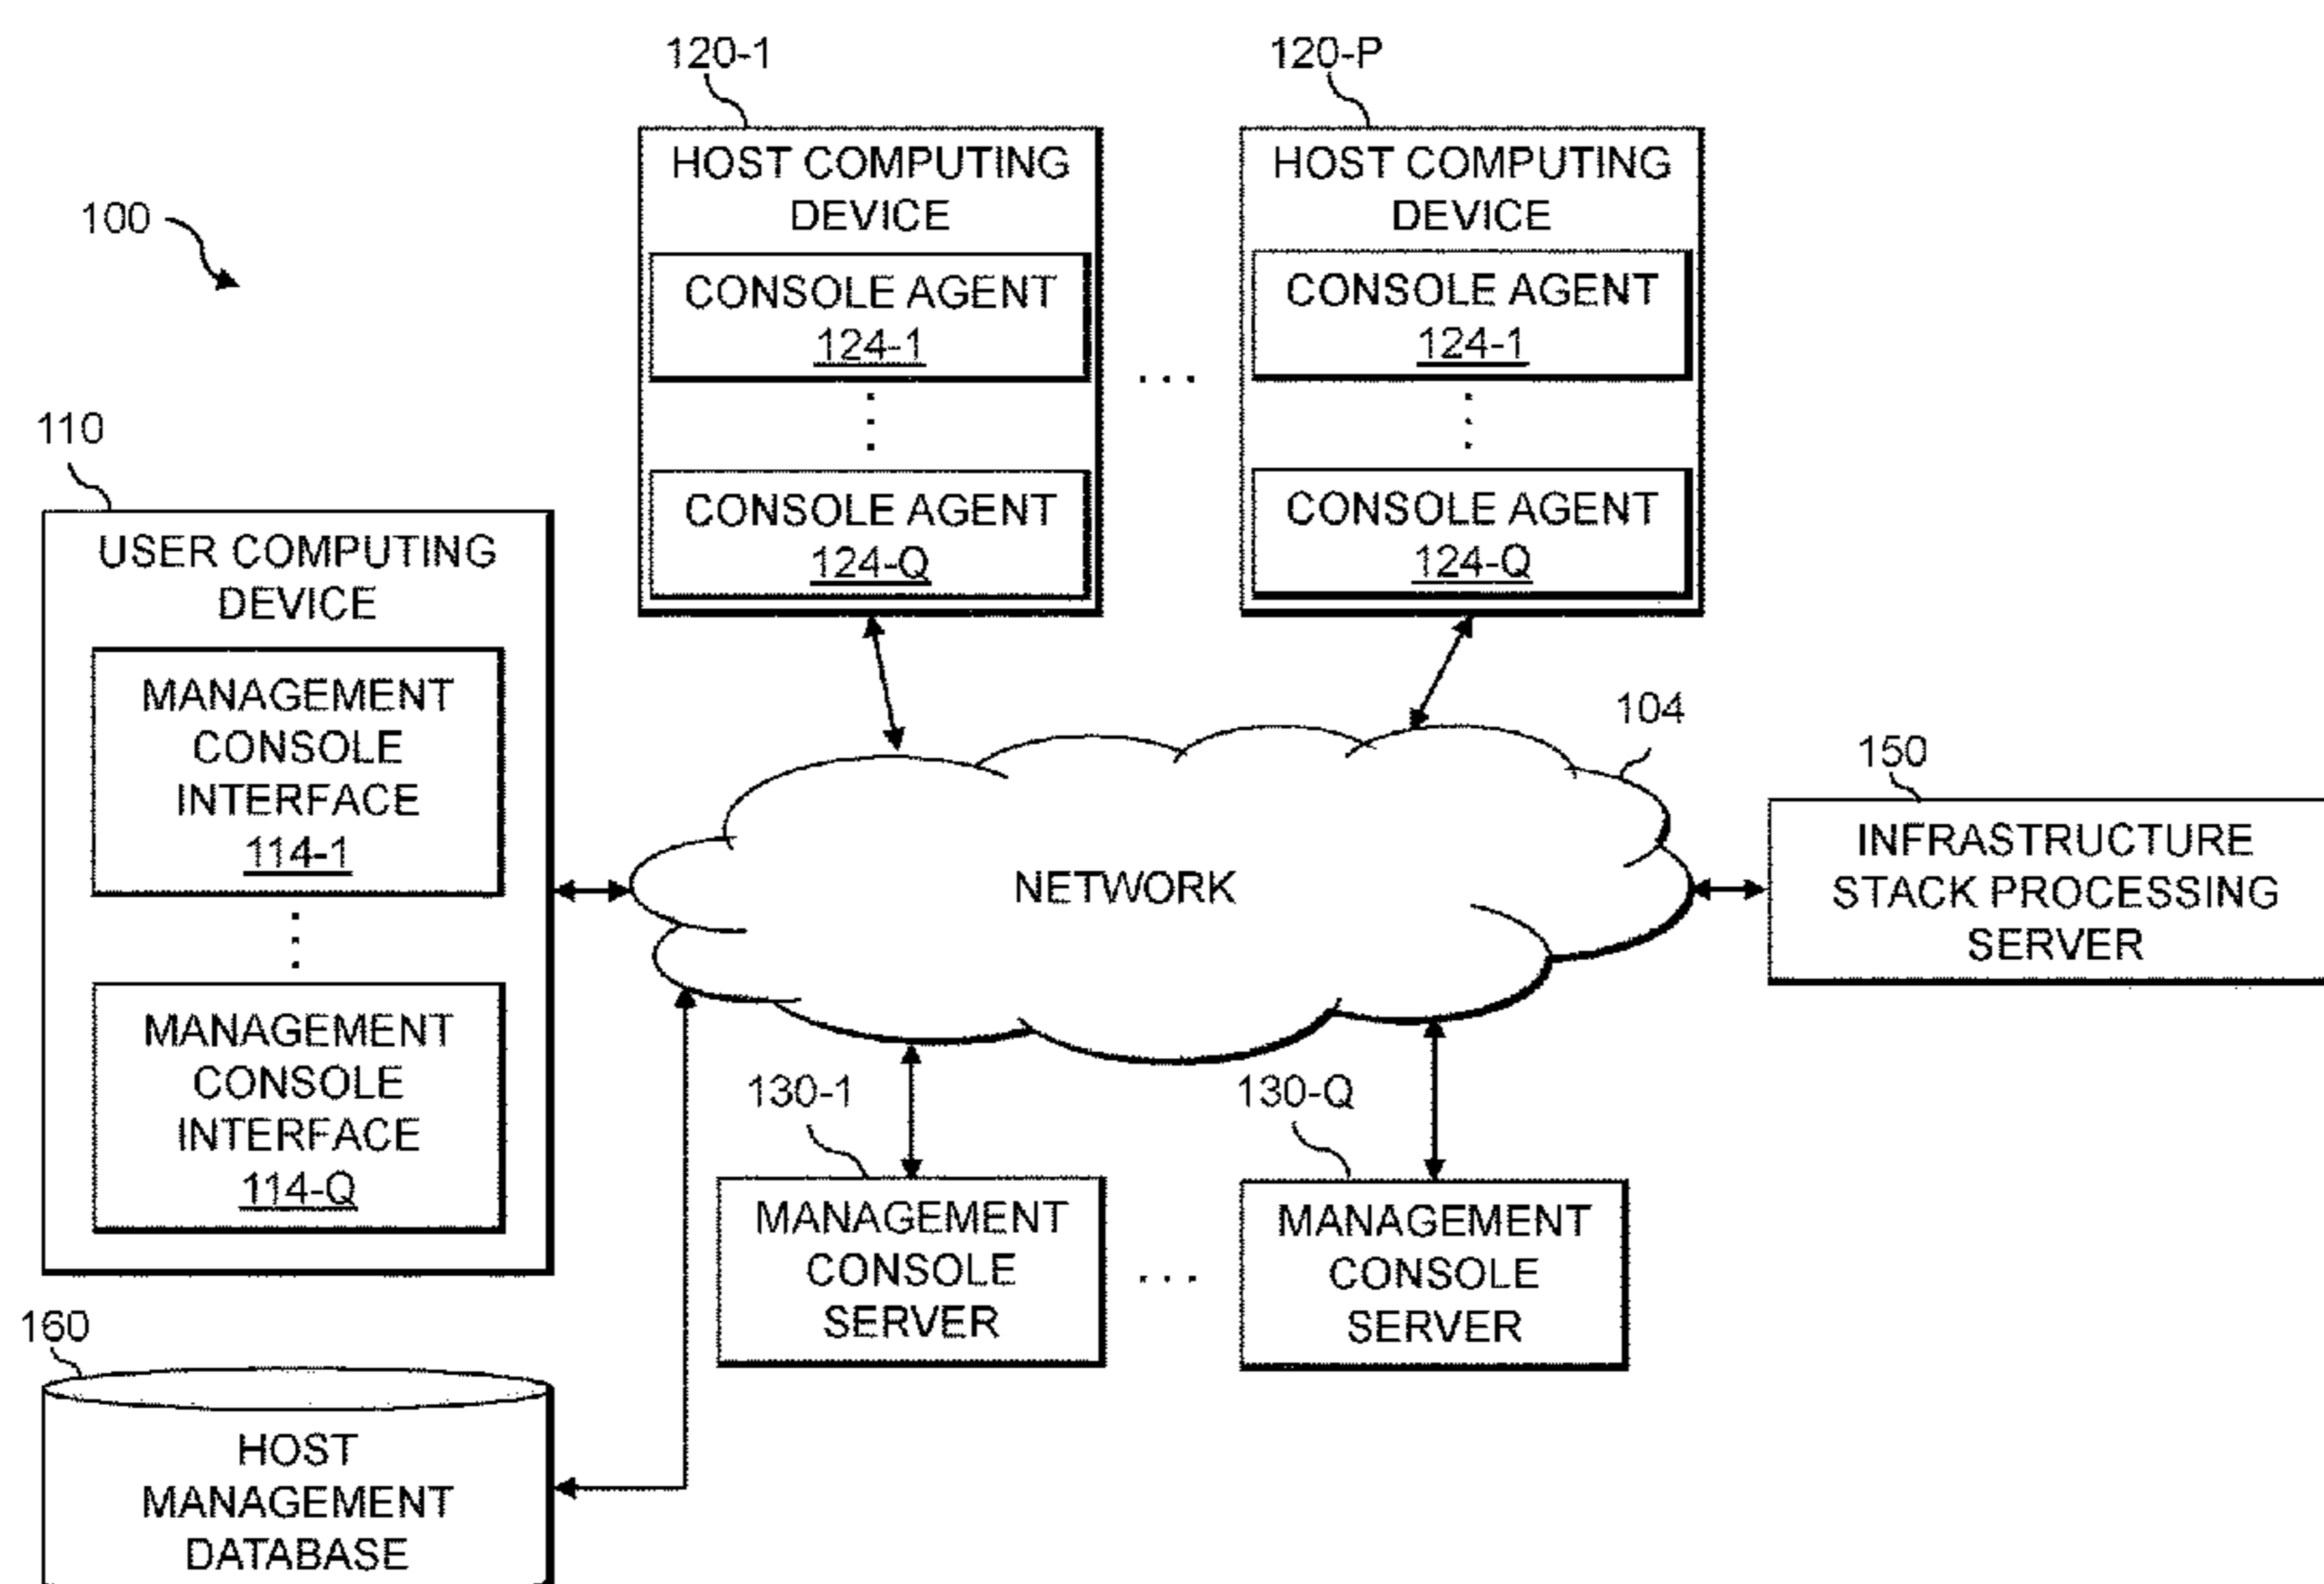 120-1
120-P
HOST COMPUTING
DEVICE
CONSOLE AGENT
124-1
CONSOLE AGENT
124-Q
...
HOST COMPUTING
DEVICE
CONSOLE AGENT
124-1
CONSOLE AGENT
124-Q
100
110
USER COMPUTING
DEVICE
MANAGEMENT
CONSOLE
INTERFACE
114-1
MANAGEMENT
CONSOLE
INTERFACE
114-Q
104
NETWORK
150
INFRASTRUCTURE
STACK PROCESSING
SERVER
130-1
MANAGEMENT
CONSOLE
SERVER
...
130-Q
MANAGEMENT
CONSOLE
SERVER
160
HOST
MANAGEMENT
DATABASE